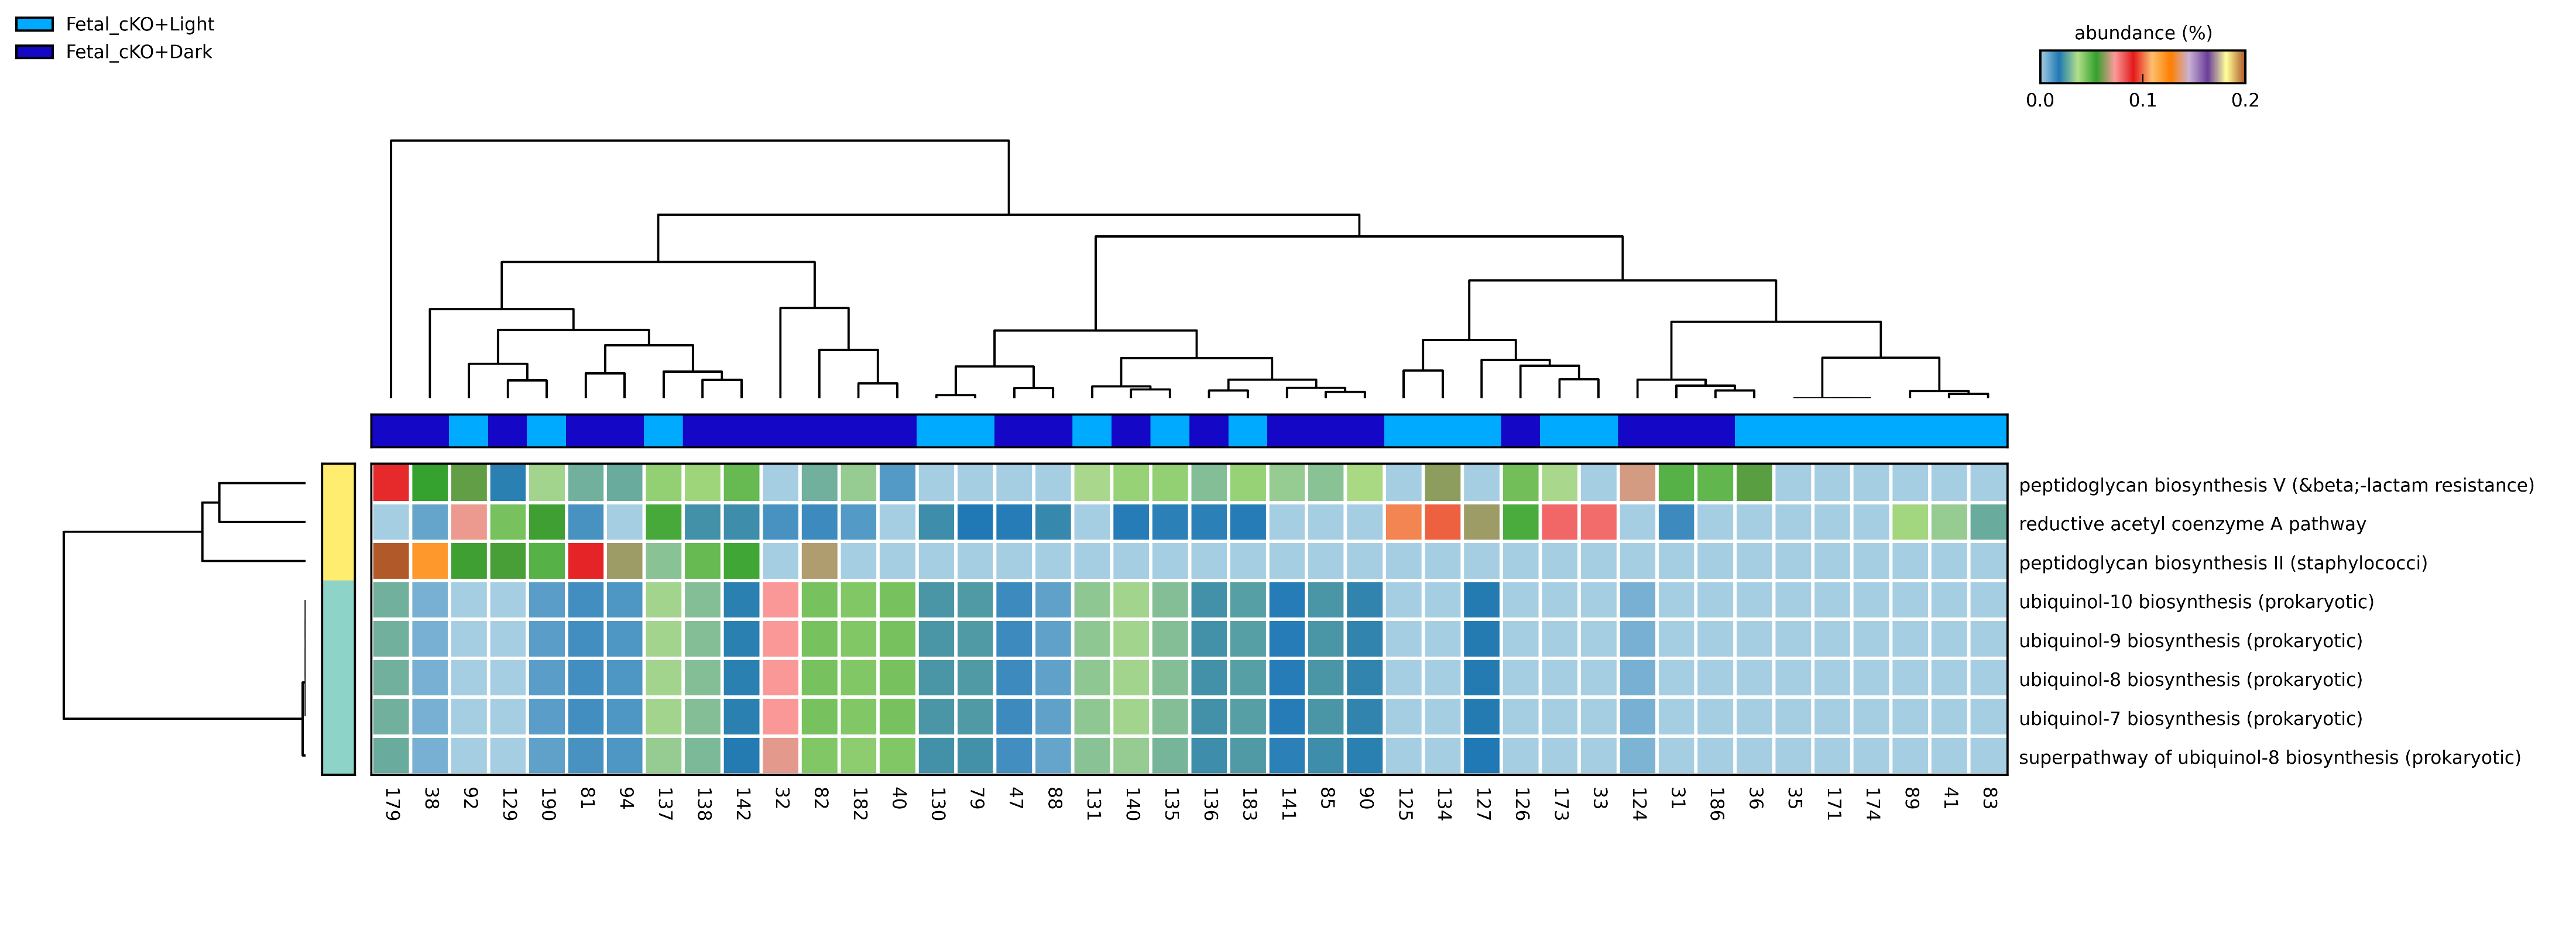 Fetal_cKO+Light
Fetal_cKO+Dark
abundance (%)
0.0 0.1 0.2
peptidoglycan biosynthesis V (&beta;-lactam resistance)
reductive acetyl coenzyme A pathway
peptidoglycan biosynthesis II (staphylococci)
ubiquinol-10 biosynthesis (prokaryotic)
ubiquinol-9 biosynthesis (prokaryotic)
ubiquinol-8 biosynthesis (prokaryotic)
ubiquinol-7 biosynthesis (prokaryotic)
superpathway of ubiquinol-8 biosynthesis (prokaryotic)
179 38 92 129 190 81 94 137 138 142 32 82 182 40 130 79 47 88 131 140 135 136 183 141 85 90 125 134 127 126 173 33 124 31 186 36 35 171 174 89 41 83